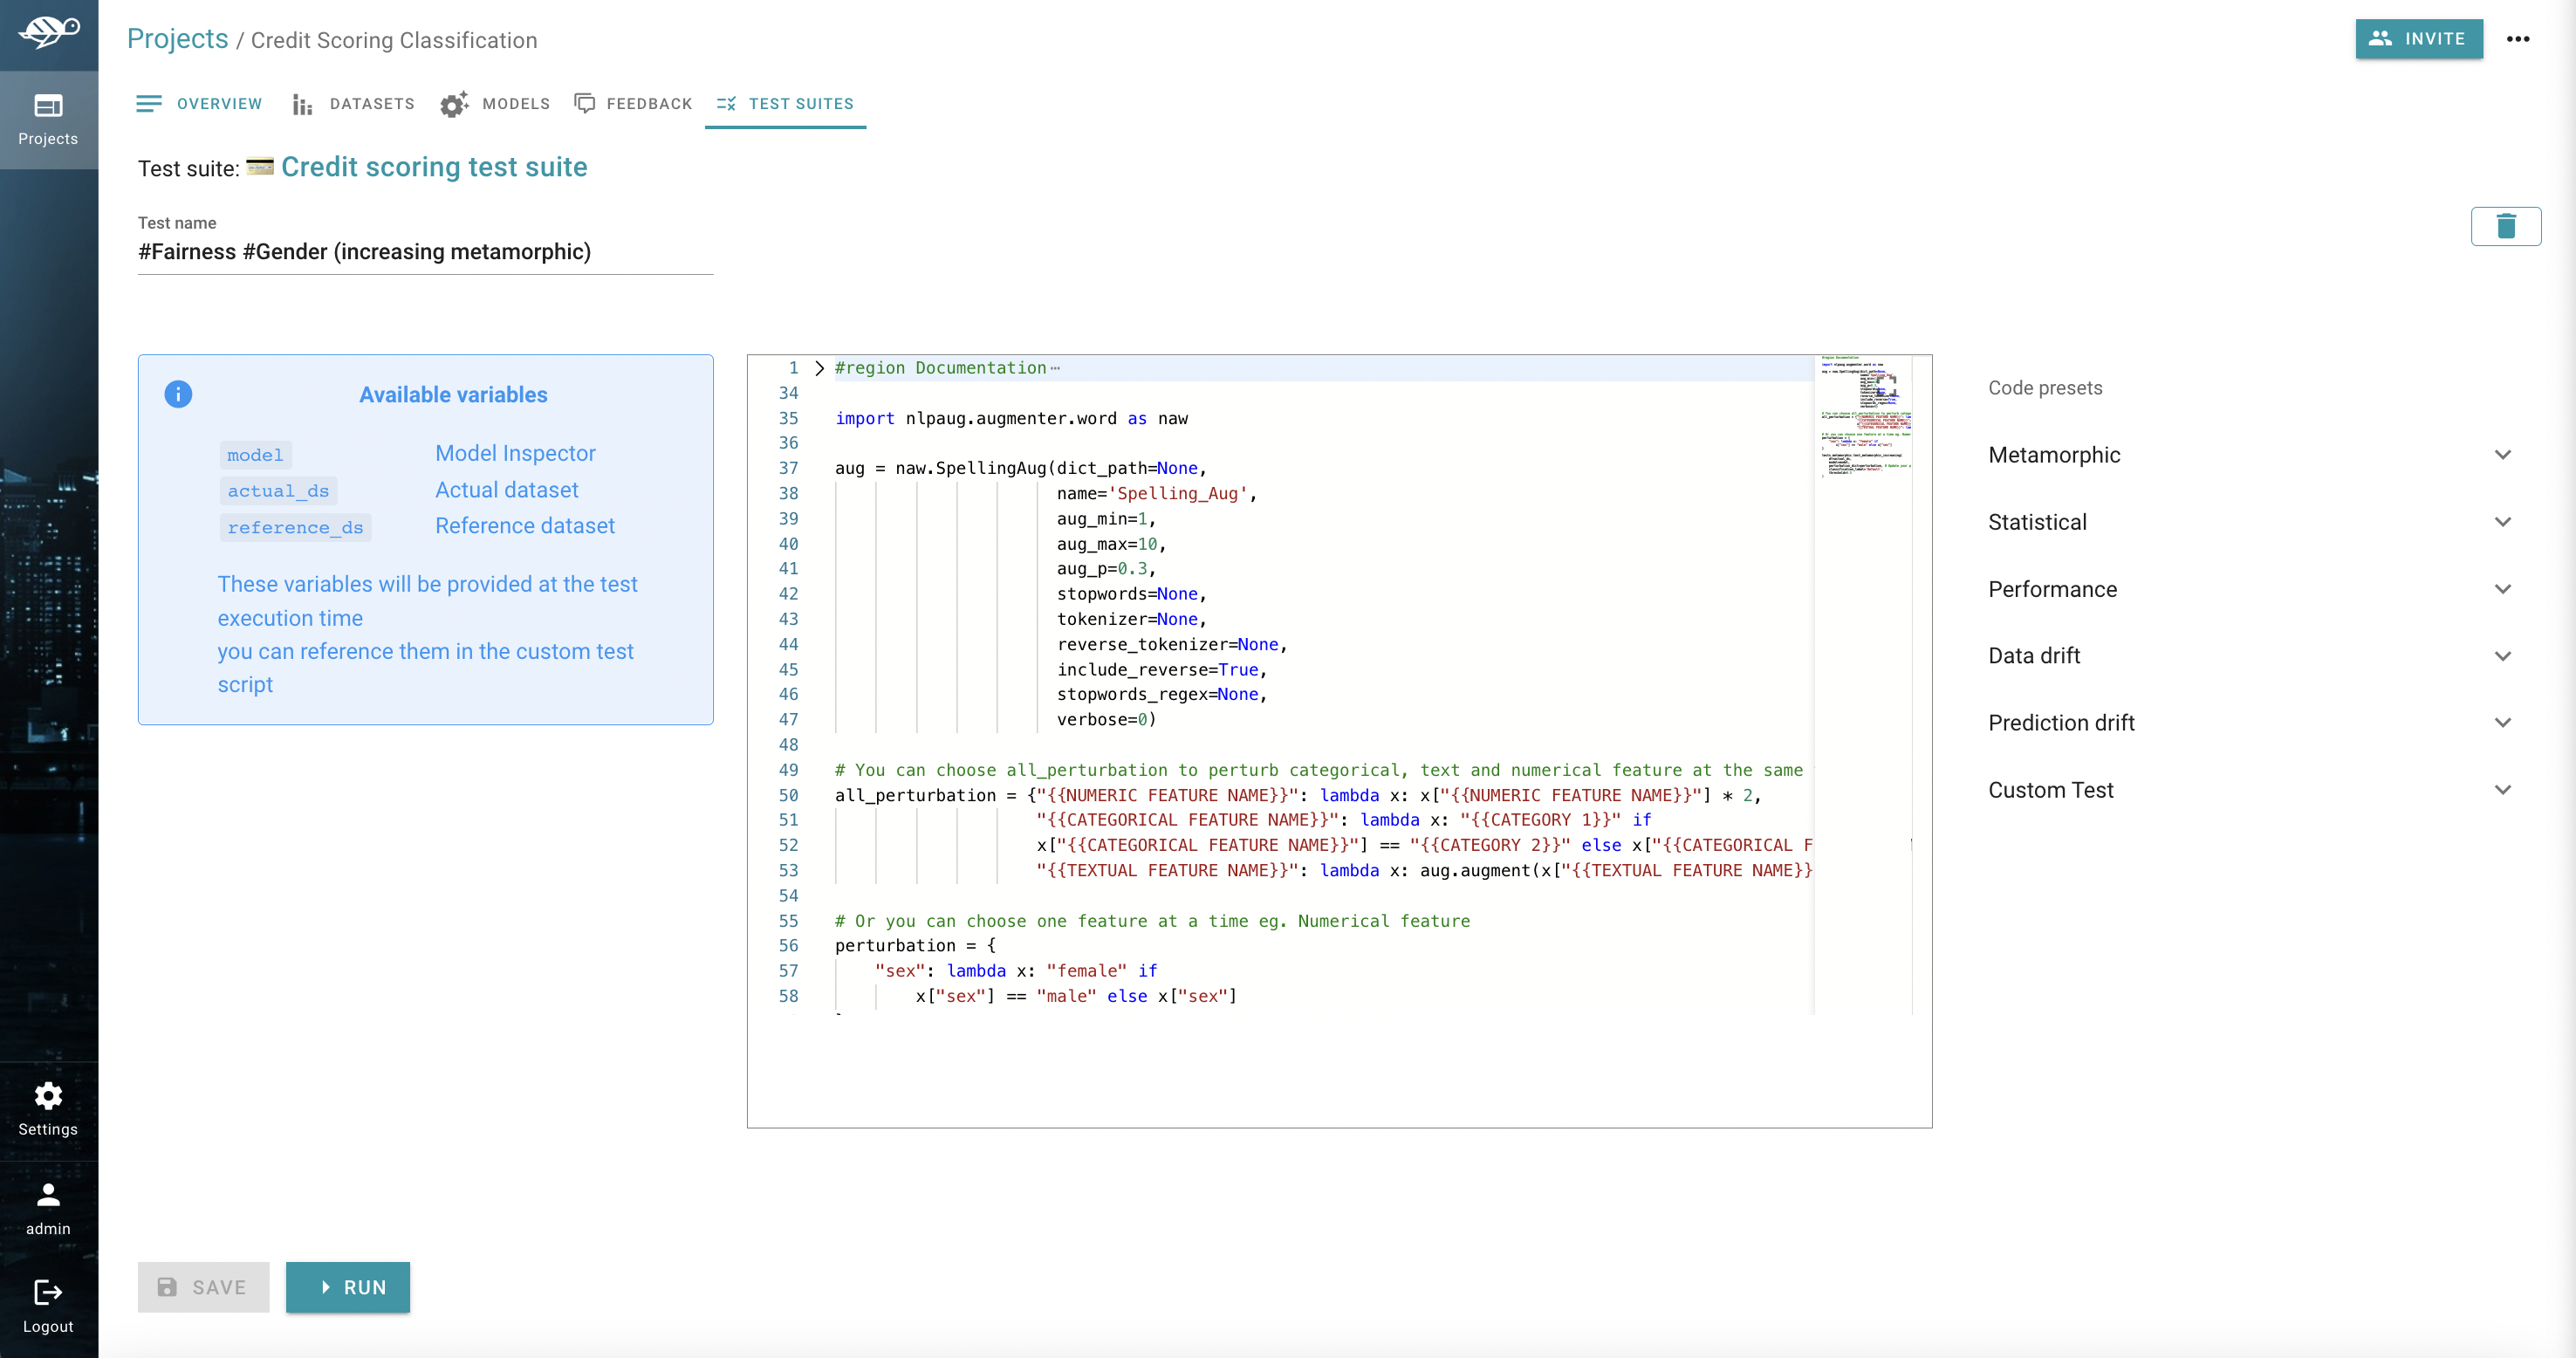 Projects / Credit Scoring Classification
INVITE
Projects
OVERVIEW
DATASETS
MODELS
FEEDBACK
TEST SUITES
Test suite: Credit scoring test suite
Test name
#Fairness #Gender (increasing metamorphic)
Available variables
model Model Inspector
actual_ds Actual dataset
reference_ds Reference dataset
These variables will be provided at the test
execution time
you can reference them in the custom test
script
1 #region Documentation
34
35 import nlpaug.augmenter.word as naw
36
37 aug = naw.SpellingAug(dict_path=None,
38 name='Spelling_Aug',
39 aug_min=1,
40 aug_max=10,
41 aug_p=0.3,
42 stopwords=None,
43 tokenizer=None,
44 reverse_tokenizer=None,
45 include_reverse=True,
46 stopwords_regex=None,
47 verbose=0)
48
49 # You can choose all_perturbation to perturb categorical, text and numerical feature at the same
50 all_perturbation = {"{{NUMERIC FEATURE NAME}}": lambda x: x["{{NUMERIC FEATURE NAME}}"] * 2,
51 "{{CATEGORICAL FEATURE NAME}}": lambda x: "{{CATEGORY 1}}" if
52 x["{{CATEGORICAL FEATURE NAME}}"] == "{{CATEGORY 2}}" else x["{{CATEGORICAL F
53 "{{TEXTUAL FEATURE NAME}}": lambda x: aug.augment(x["{{TEXTUAL FEATURE NAME}}
54
55 # Or you can choose one feature at a time eg. Numerical feature
56 perturbation = {
57 "sex": lambda x: "female" if
58 x["sex"] == "male" else x["sex"]
Code presets
Metamorphic
Statistical
Performance
Data drift
Prediction drift
Custom Test
Settings
admin
Logout
SAVE
RUN